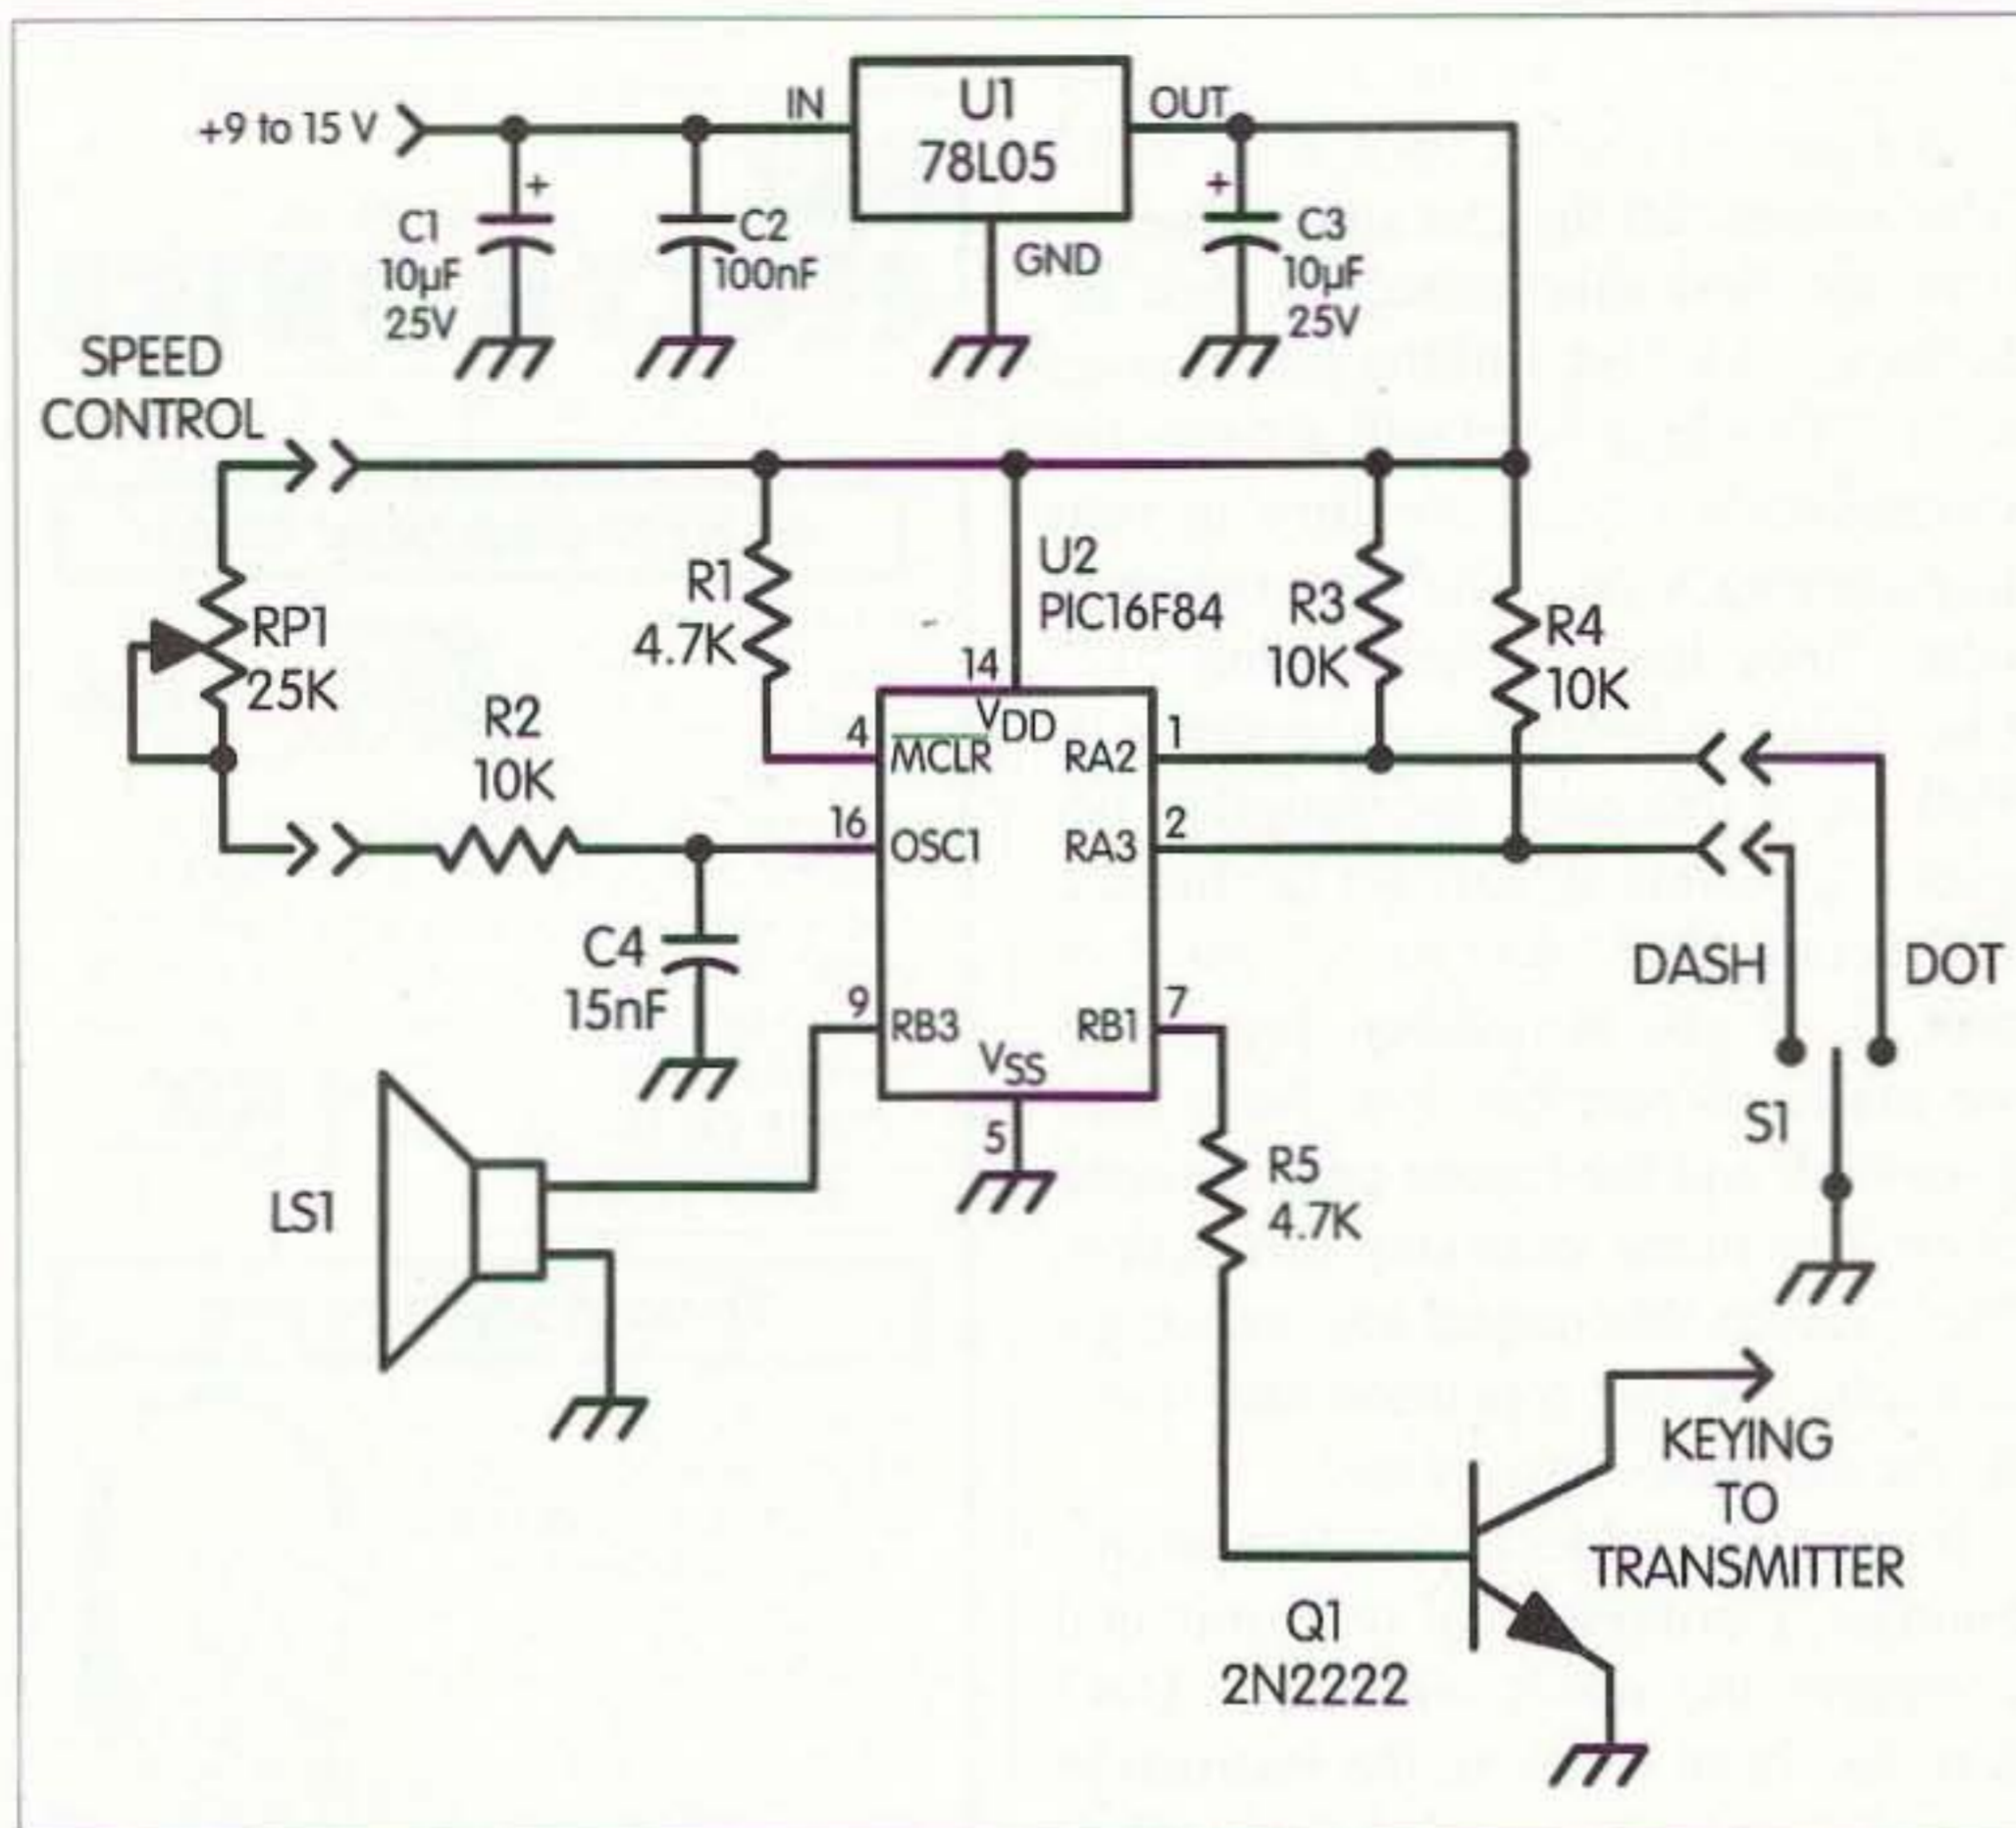 +9 to 15 V
IN
U1
78L05
OUT
+
C1
10µF
25V
C2
100nF
GND
+
C3
10µF
25V
SPEED
CONTROL
RP1
25K
R1
4.7K
U2
PIC16F84
R3
10K
R4
10K
R2
10K
14
VDD
4
MCLR
RA2
1
16
OSC1
RA3
2
C4
15nF
9
RB3
RB1
7
VSS
5
DASH
DOT
S1
LS1
R5
4.7K
KEYING
TO
TRANSMITTER
Q1
2N2222